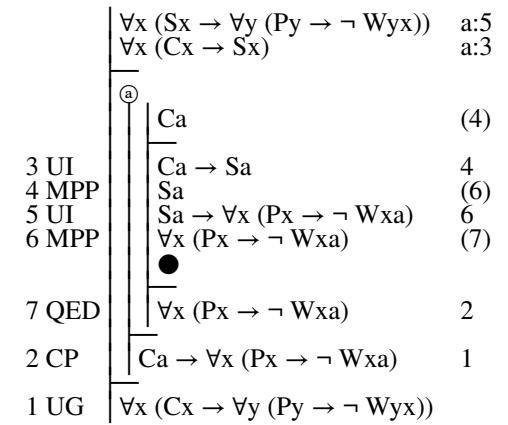 ∀x (Sx → ∀y (Py → ¬ Wyx)) a:5
∀x (Cx → Sx) a:3
ⓐ
Ca (4)
3 UI Ca → Sa 4
4 MPP Sa (6)
5 UI Sa → ∀x (Px → ¬ Wxa) 6
6 MPP ∀x (Px → ¬ Wxa) (7)
●
7 QED ∀x (Px → ¬ Wxa) 2
2 CP Ca → ∀x (Px → ¬ Wxa) 1
1 UG ∀x (Cx → ∀y (Py → ¬ Wyx))